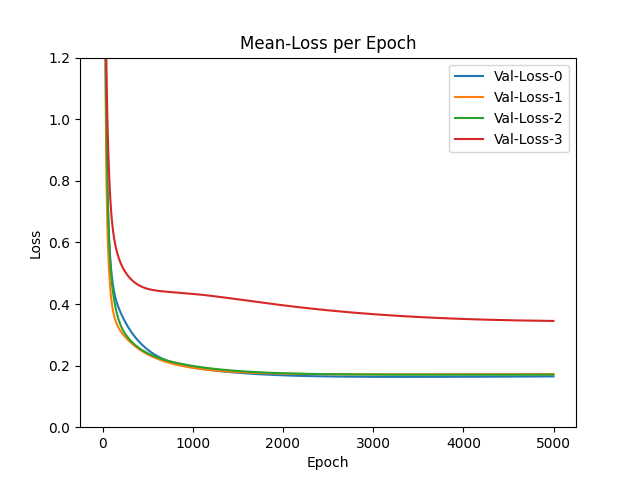 Mean-Loss per Epoch
1.2
1.0
0.8
0.6
0.4
0.2
0.0
Loss
Val-Loss-0
Val-Loss-1
Val-Loss-2
Val-Loss-3
0 1000 2000 3000 4000 5000
Epoch